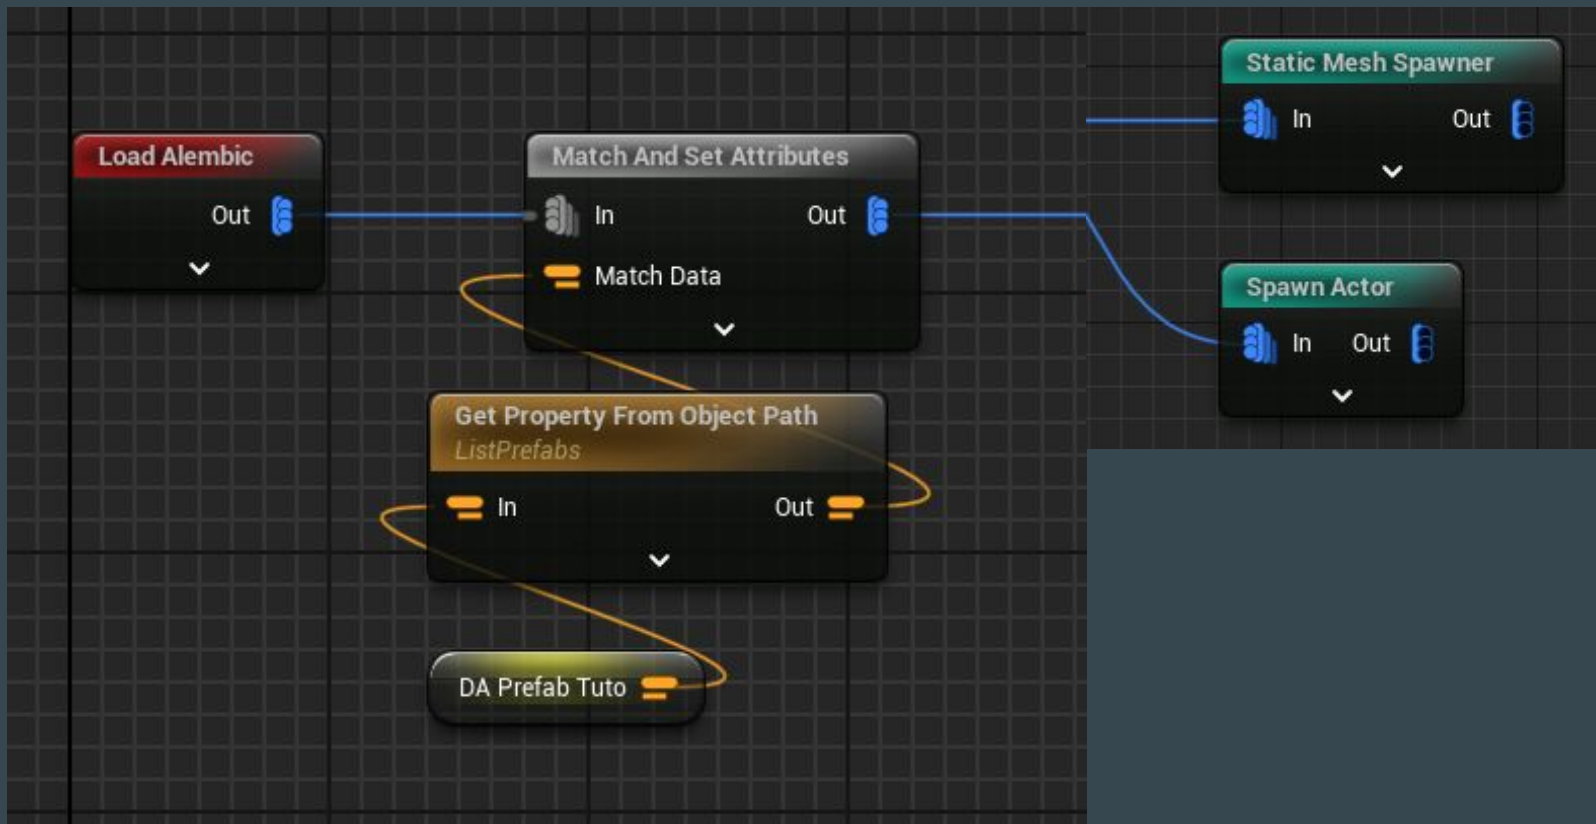 Load Alembic
Out
Match And Set Attributes
In Out
Match Data
Get Property From Object Path
ListPrefabs
In Out
DA Prefab Tuto
Static Mesh Spawner
In Out
Spawn Actor
In Out